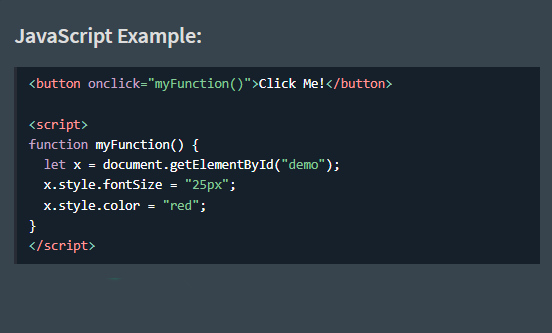 JavaScript Example:
<button onclick="myFunction()">Click Me!</button>
<script>
function myFunction() {
let x = document.getElementById("demo");
x.style.fontSize = "25px";
x.style.color = "red";
}
</script>